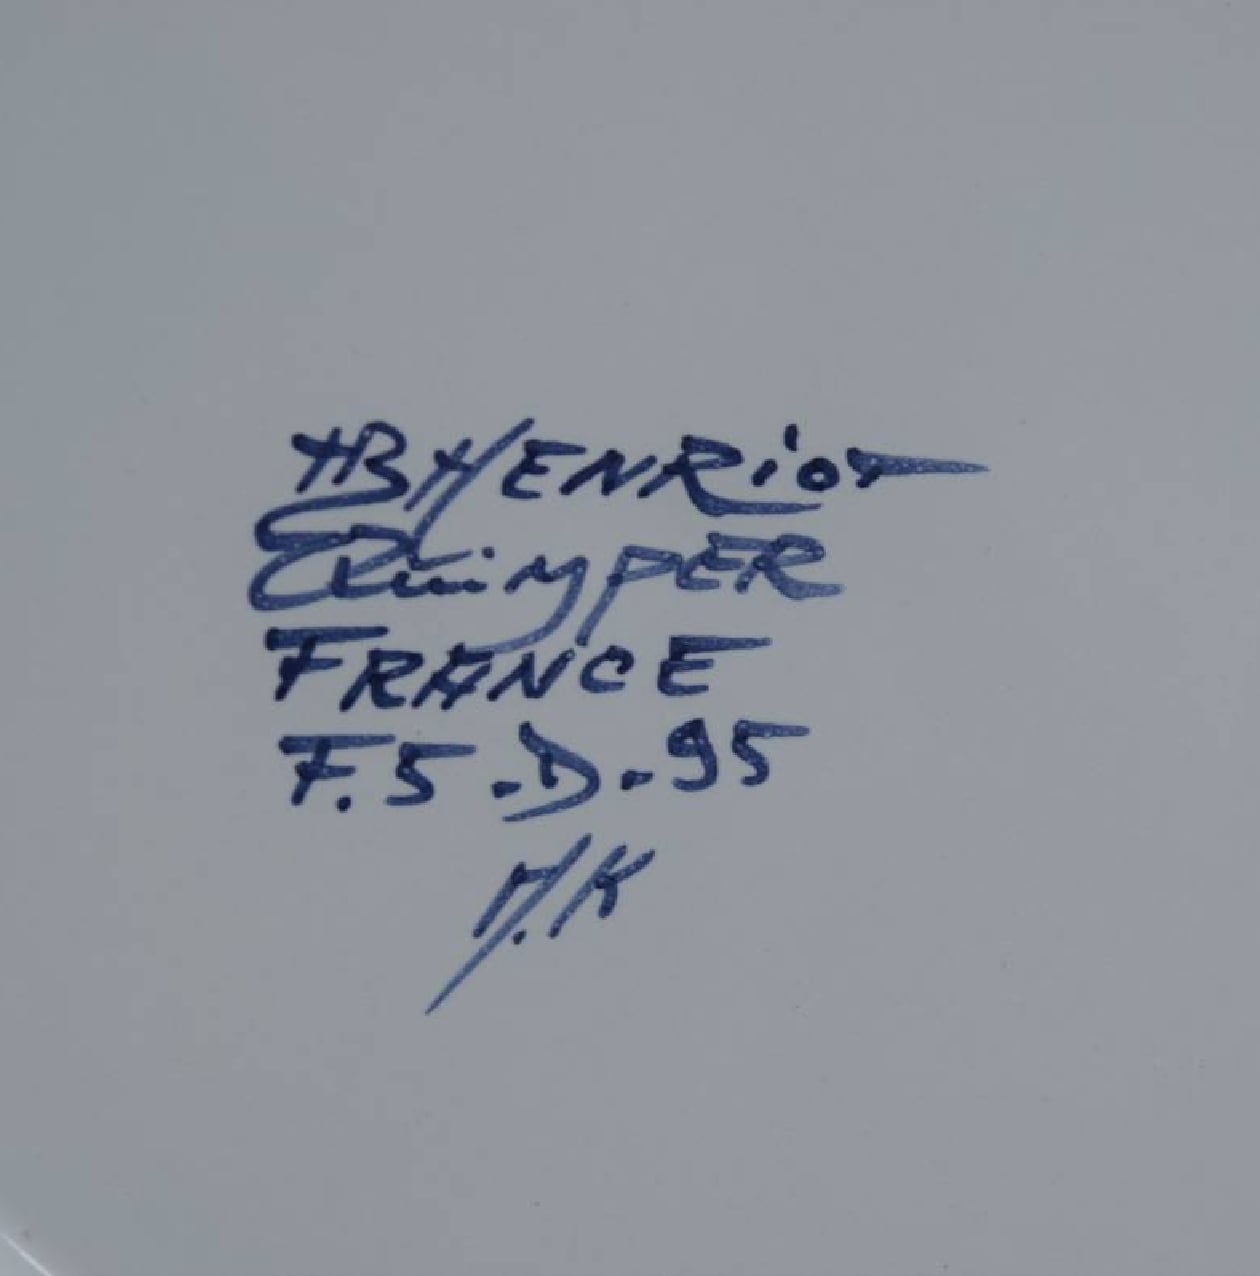 HB HENRiOT
QuimPER
FRANCE
F.5.D.95